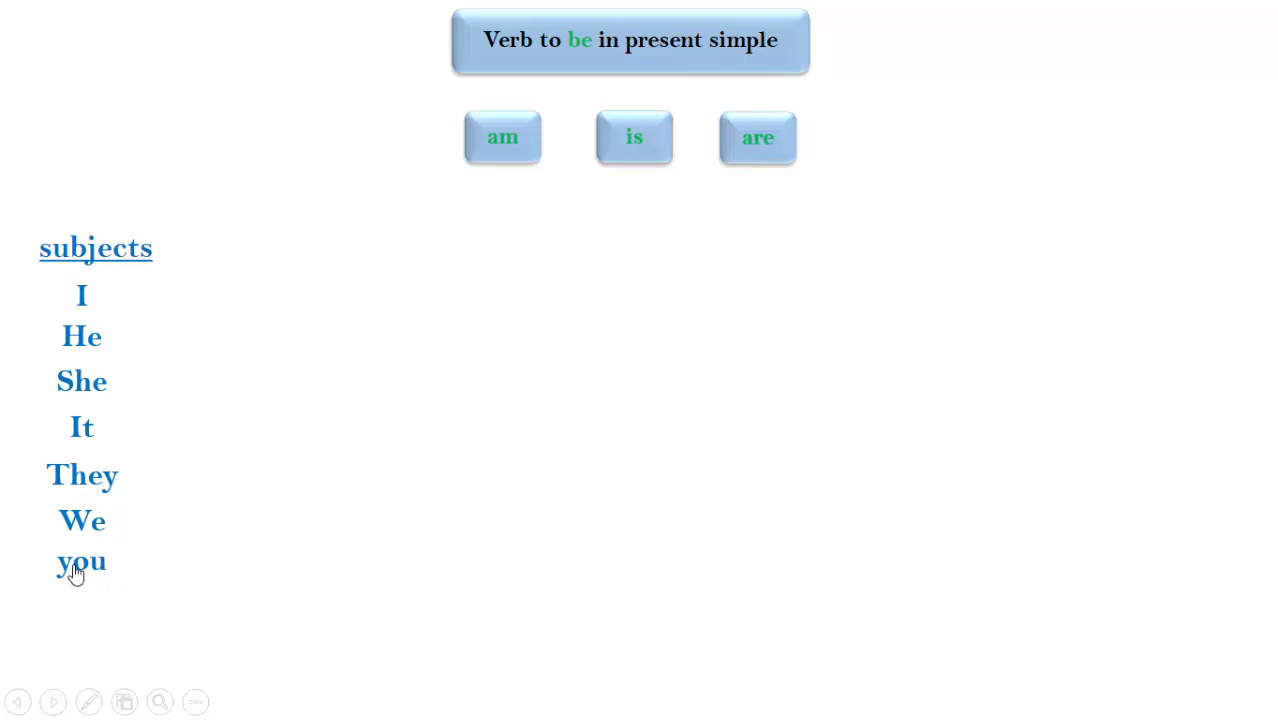 Verb to be in present simple
am is are
subjects
I
He
She
It
They
We
you